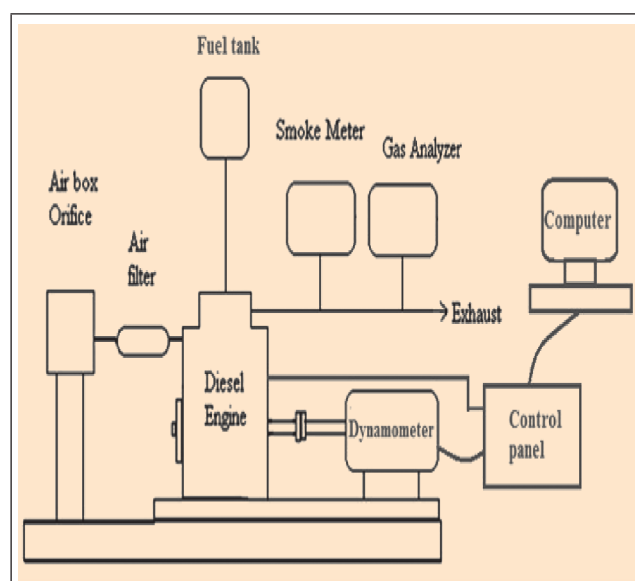 Fuel tank
Smoke Meter
Gas Analyzer
Air box
Orifice
Air
filter
Computer
Exhaust
Diesel
Engine
Dynamometer
Control
panel